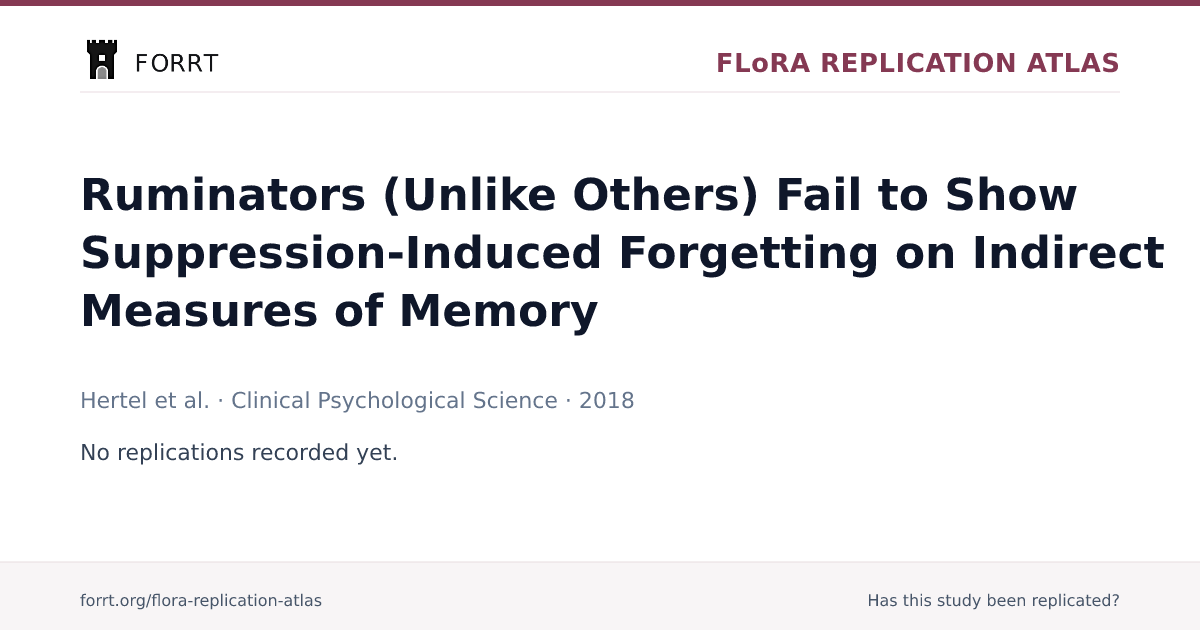 FORRT
FLoRA REPLICATION ATLAS
Ruminators (Unlike Others) Fail to Show
Suppression-Induced Forgetting on Indirect
Measures of Memory
Hertel et al. · Clinical Psychological Science · 2018
No replications recorded yet.
forrt.org/flora-replication-atlas
Has this study been replicated?